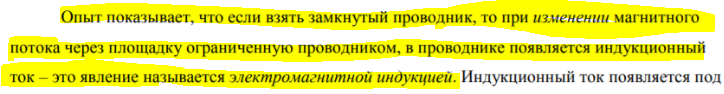 Опыт показывает, что если взять замкнутый проводник, то при изменении магнитного
потока через площадку ограниченную проводником, в проводнике появляется индукционный
ток – это явление называется электромагнитной индукцией. Индукционный ток появляется под